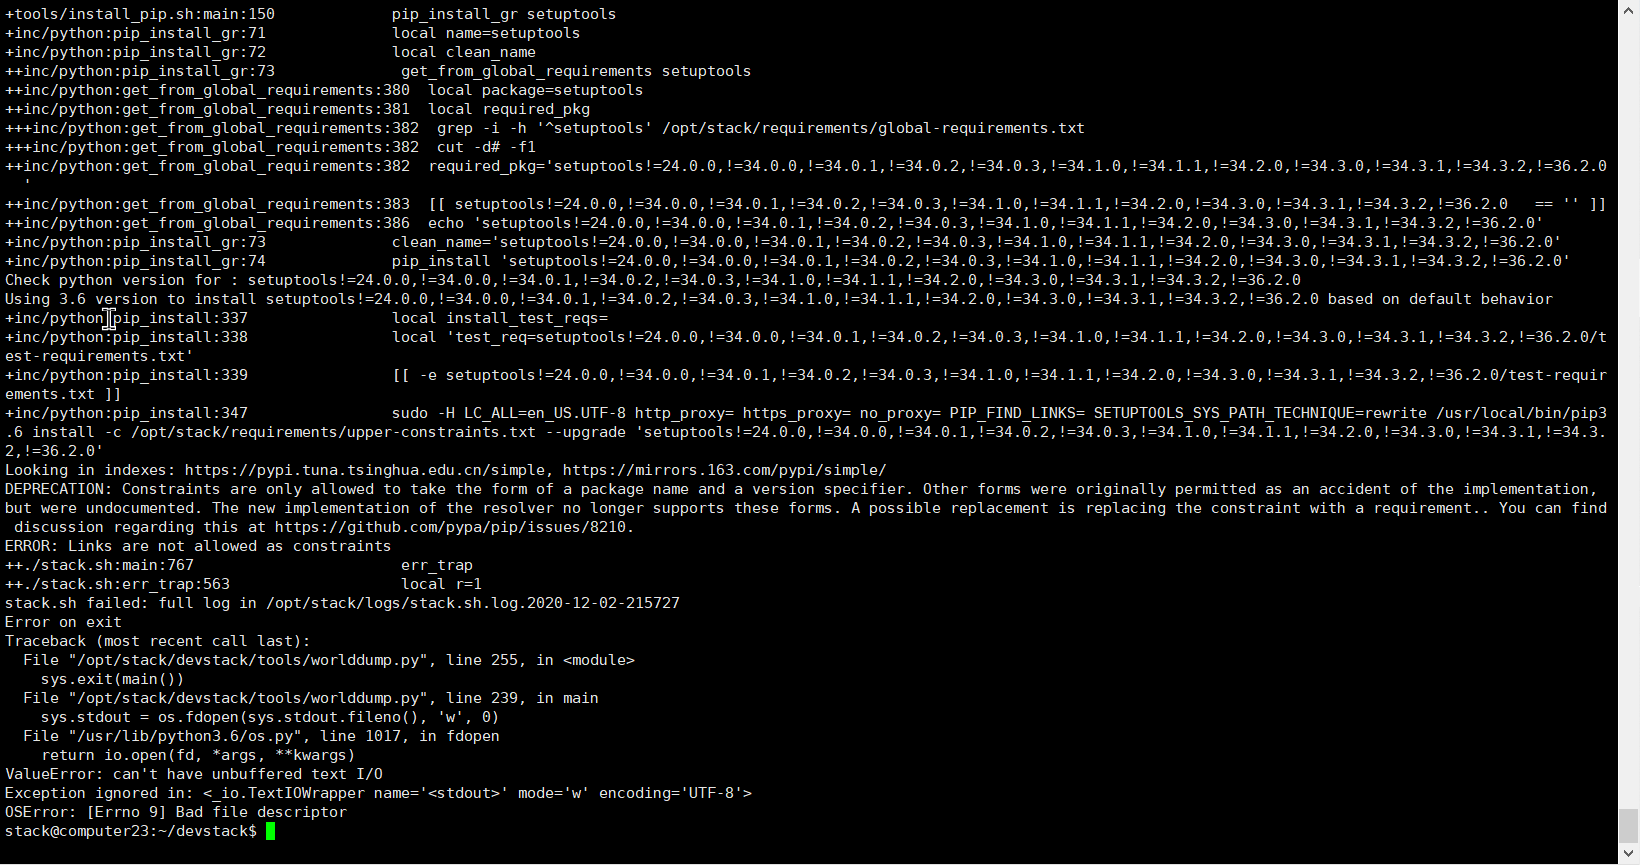 +tools/install_pip.sh:main:150             pip_install_gr setuptools
+inc/python:pip_install_gr:71              local name=setuptools
+inc/python:pip_install_gr:72              local clean_name
++inc/python:pip_install_gr:73              get_from_global_requirements setuptools
++inc/python:get_from_global_requirements:380  local package=setuptools
++inc/python:get_from_global_requirements:381  local required_pkg
+++inc/python:get_from_global_requirements:382  grep -i -h '^setuptools' /opt/stack/requirements/global-requirements.txt
+++inc/python:get_from_global_requirements:382  cut -d# -f1
++inc/python:get_from_global_requirements:382  required_pkg='setuptools!=24.0.0,!=34.0.0,!=34.0.1,!=34.0.2,!=34.0.3,!=34.1.0,!=34.1.1,!=34.2.0,!=34.3.0,!=34.3.1,!=34.3.2,!=36.2.0
  '
++inc/python:get_from_global_requirements:383  [[ setuptools!=24.0.0,!=34.0.0,!=34.0.1,!=34.0.2,!=34.0.3,!=34.1.0,!=34.1.1,!=34.2.0,!=34.3.0,!=34.3.1,!=34.3.2,!=36.2.0   == '' ]]
++inc/python:get_from_global_requirements:386  echo 'setuptools!=24.0.0,!=34.0.0,!=34.0.1,!=34.0.2,!=34.0.3,!=34.1.0,!=34.1.1,!=34.2.0,!=34.3.0,!=34.3.1,!=34.3.2,!=36.2.0'
+inc/python:pip_install_gr:73              clean_name='setuptools!=24.0.0,!=34.0.0,!=34.0.1,!=34.0.2,!=34.0.3,!=34.1.0,!=34.1.1,!=34.2.0,!=34.3.0,!=34.3.1,!=34.3.2,!=36.2.0'
+inc/python:pip_install_gr:74              pip_install 'setuptools!=24.0.0,!=34.0.0,!=34.0.1,!=34.0.2,!=34.0.3,!=34.1.0,!=34.1.1,!=34.2.0,!=34.3.0,!=34.3.1,!=34.3.2,!=36.2.0'
Check python version for : setuptools!=24.0.0,!=34.0.0,!=34.0.1,!=34.0.2,!=34.0.3,!=34.1.0,!=34.1.1,!=34.2.0,!=34.3.0,!=34.3.1,!=34.3.2,!=36.2.0
Using 3.6 version to install setuptools!=24.0.0,!=34.0.0,!=34.0.1,!=34.0.2,!=34.0.3,!=34.1.0,!=34.1.1,!=34.2.0,!=34.3.0,!=34.3.1,!=34.3.2,!=36.2.0 based on default behavior
+inc/python:pip_install:337                local install_test_reqs=
+inc/python:pip_install:338                local 'test_req=setuptools!=24.0.0,!=34.0.0,!=34.0.1,!=34.0.2,!=34.0.3,!=34.1.0,!=34.1.1,!=34.2.0,!=34.3.0,!=34.3.1,!=34.3.2,!=36.2.0/t
est-requirements.txt'
+inc/python:pip_install:339                [[ -e setuptools!=24.0.0,!=34.0.0,!=34.0.1,!=34.0.2,!=34.0.3,!=34.1.0,!=34.1.1,!=34.2.0,!=34.3.0,!=34.3.1,!=34.3.2,!=36.2.0/test-requir
ements.txt ]]
+inc/python:pip_install:347                sudo -H LC_ALL=en_US.UTF-8 http_proxy= https_proxy= no_proxy= PIP_FIND_LINKS= SETUPTOOLS_SYS_PATH_TECHNIQUE=rewrite /usr/local/bin/pip3
.6 install -c /opt/stack/requirements/upper-constraints.txt --upgrade 'setuptools!=24.0.0,!=34.0.0,!=34.0.1,!=34.0.2,!=34.0.3,!=34.1.0,!=34.1.1,!=34.2.0,!=34.3.0,!=34.3.1,!=34.3.
2,!=36.2.0'
Looking in indexes: https://pypi.tuna.tsinghua.edu.cn/simple, https://mirrors.163.com/pypi/simple/
DEPRECATION: Constraints are only allowed to take the form of a package name and a version specifier. Other forms were originally permitted as an accident of the implementation,
but were undocumented. The new implementation of the resolver no longer supports these forms. A possible replacement is replacing the constraint with a requirement.. You can find
 discussion regarding this at https://github.com/pypa/pip/issues/8210.
ERROR: Links are not allowed as constraints
++./stack.sh:main:767                       err_trap
++./stack.sh:err_trap:563                   local r=1
stack.sh failed: full log in /opt/stack/logs/stack.sh.log.2020-12-02-215727
Error on exit
Traceback (most recent call last):
  File "/opt/stack/devstack/tools/worlddump.py", line 255, in <module>
    sys.exit(main())
  File "/opt/stack/devstack/tools/worlddump.py", line 239, in main
    sys.stdout = os.fdopen(sys.stdout.fileno(), 'w', 0)
  File "/usr/lib/python3.6/os.py", line 1017, in fdopen
    return io.open(fd, *args, **kwargs)
ValueError: can't have unbuffered text I/O
Exception ignored in: <_io.TextIOWrapper name='<stdout>' mode='w' encoding='UTF-8'>
OSError: [Errno 9] Bad file descriptor
stack@computer23:~/devstack$